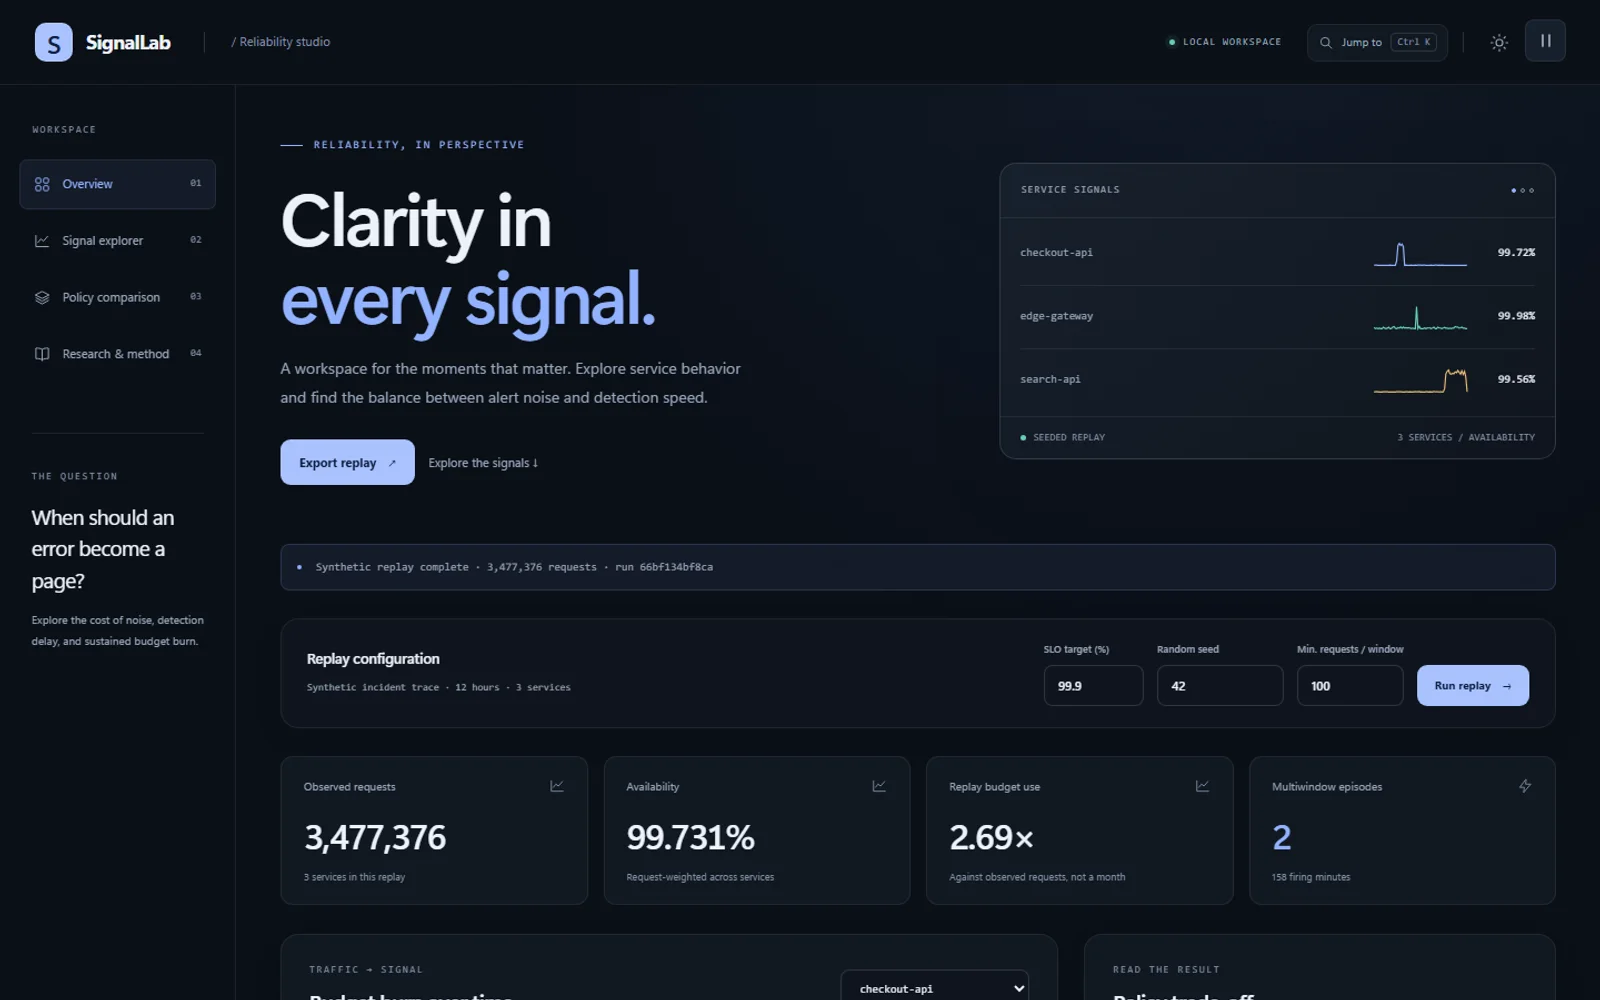 S SignalLab / Reliability studio LOCAL WORKSPACE Jump to Ctrl K
WORKSPACE
Overview 01
Signal explorer 02
Policy comparison 03
Research & method 04
THE QUESTION
When should an
error become a
page?
Explore the cost of noise, detection
delay, and sustained budget burn.
RELIABILITY, IN PERSPECTIVE
Clarity in
every signal.
A workspace for the moments that matter. Explore service behavior
and find the balance between alert noise and detection speed.
Export replay ↗ Explore the signals ↓
SERVICE SIGNALS
checkout-api 99.72%
edge-gateway 99.98%
search-api 99.56%
SEEDED REPLAY 3 SERVICES / AVAILABILITY
Synthetic replay complete · 3,477,376 requests · run 66bf134bf8ca
Replay configuration
Synthetic incident trace · 12 hours · 3 services
SLO target (%) Random seed Min. requests / window
99.9 42 100 Run replay →
Observed requests
3,477,376
3 services in this replay
Availability
99.731%
Request-weighted across services
Replay budget use
2.69×
Against observed requests, not a month
Multiwindow episodes
2
158 firing minutes
TRAFFIC → SIGNAL
Budget burn over time
checkout-api
READ THE RESULT
Policy trade-off